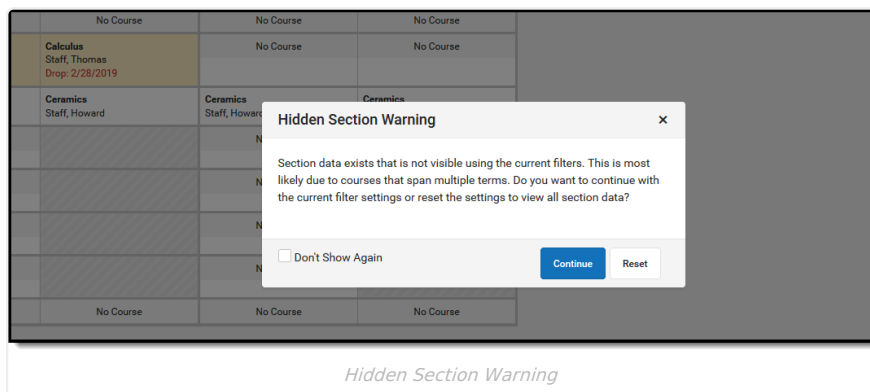 No Course No Course No Course
Calculus No Course No Course
Staff, Thomas
Drop: 2/28/2019
Ceramics Ceramics Ceramics
Staff, Howard Staff, Howard
Hidden Section Warning ×
Section data exists that is not visible using the current filters. This is most
likely due to courses that span multiple terms. Do you want to continue with
the current filter settings or reset the settings to view all section data?
N
N
N
N
Don't Show Again Continue Reset
No Course No Course No Course
Hidden Section Warning